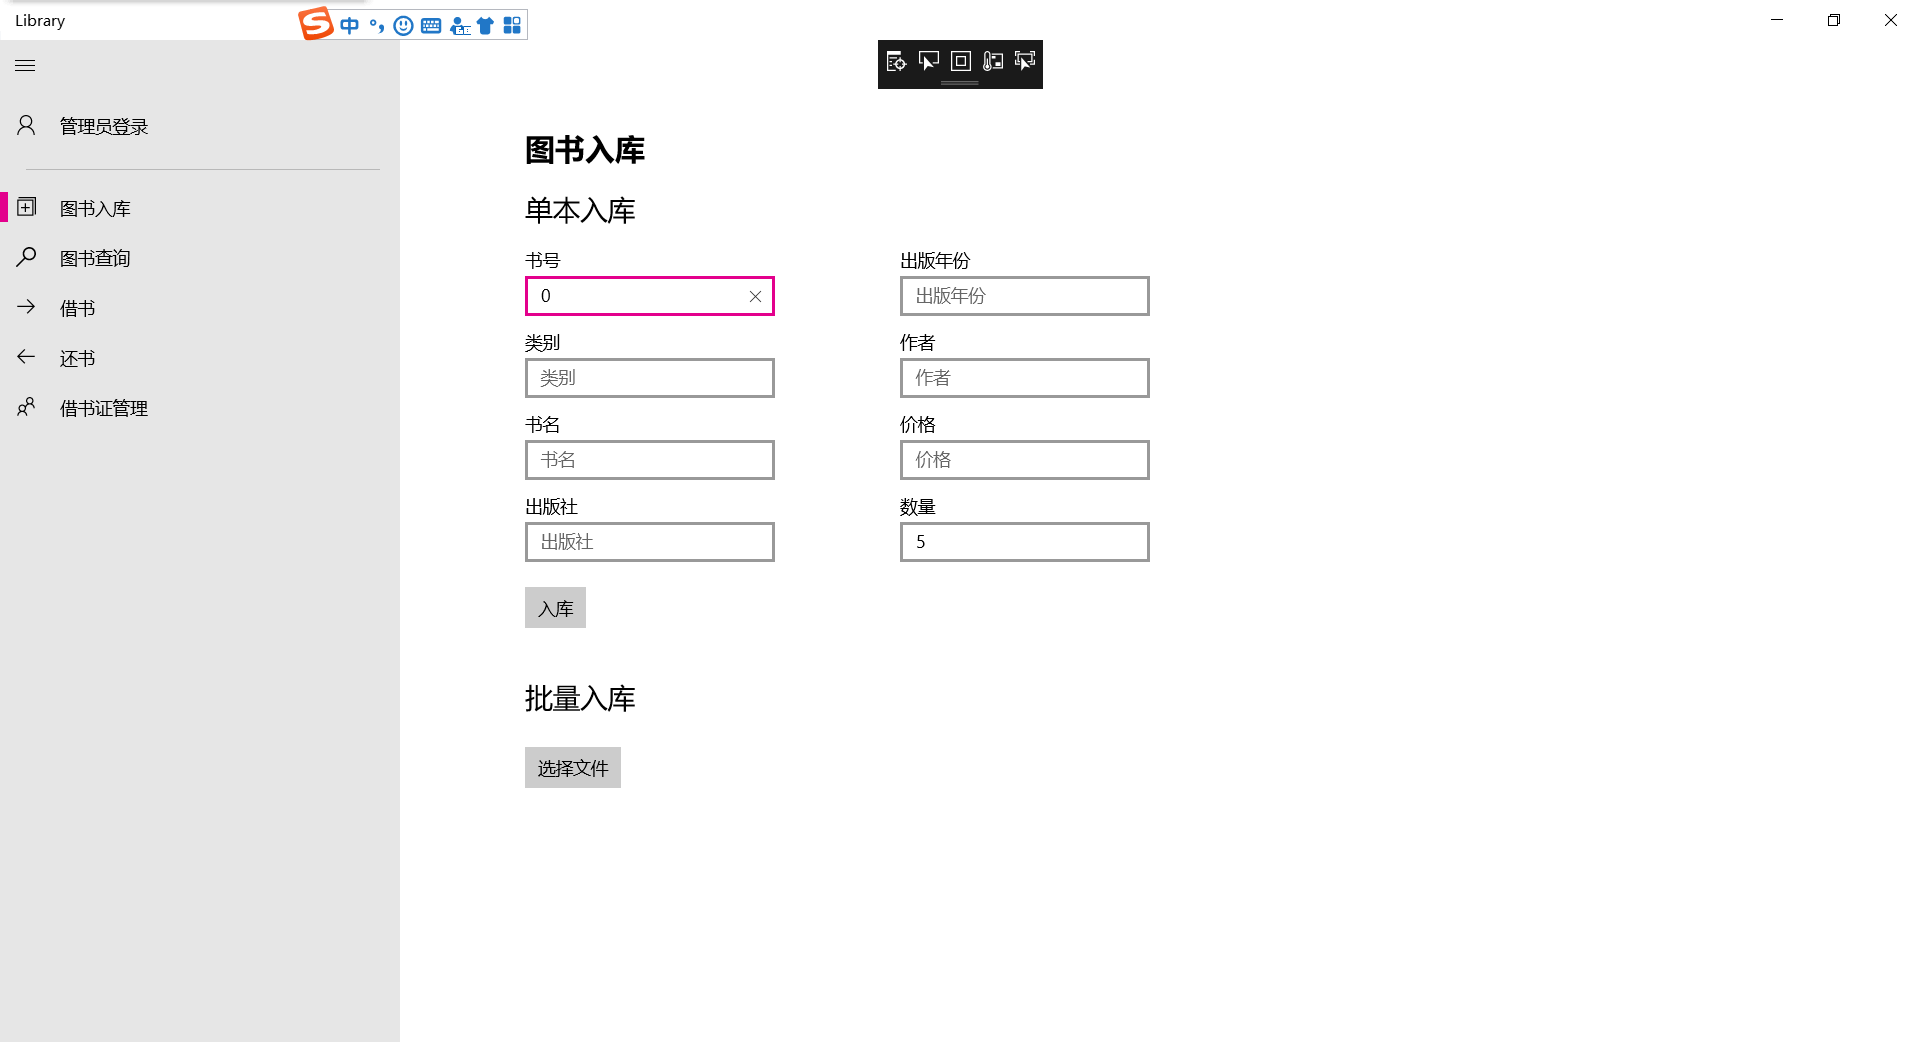 Library
中
管理员登录
图书入库
图书查询
借书
还书
借书证管理
图书入库
单本入库
书号
0
出版年份
出版年份
类别
类别
作者
作者
书名
书名
价格
价格
出版社
出版社
数量
5
入库
批量入库
选择文件